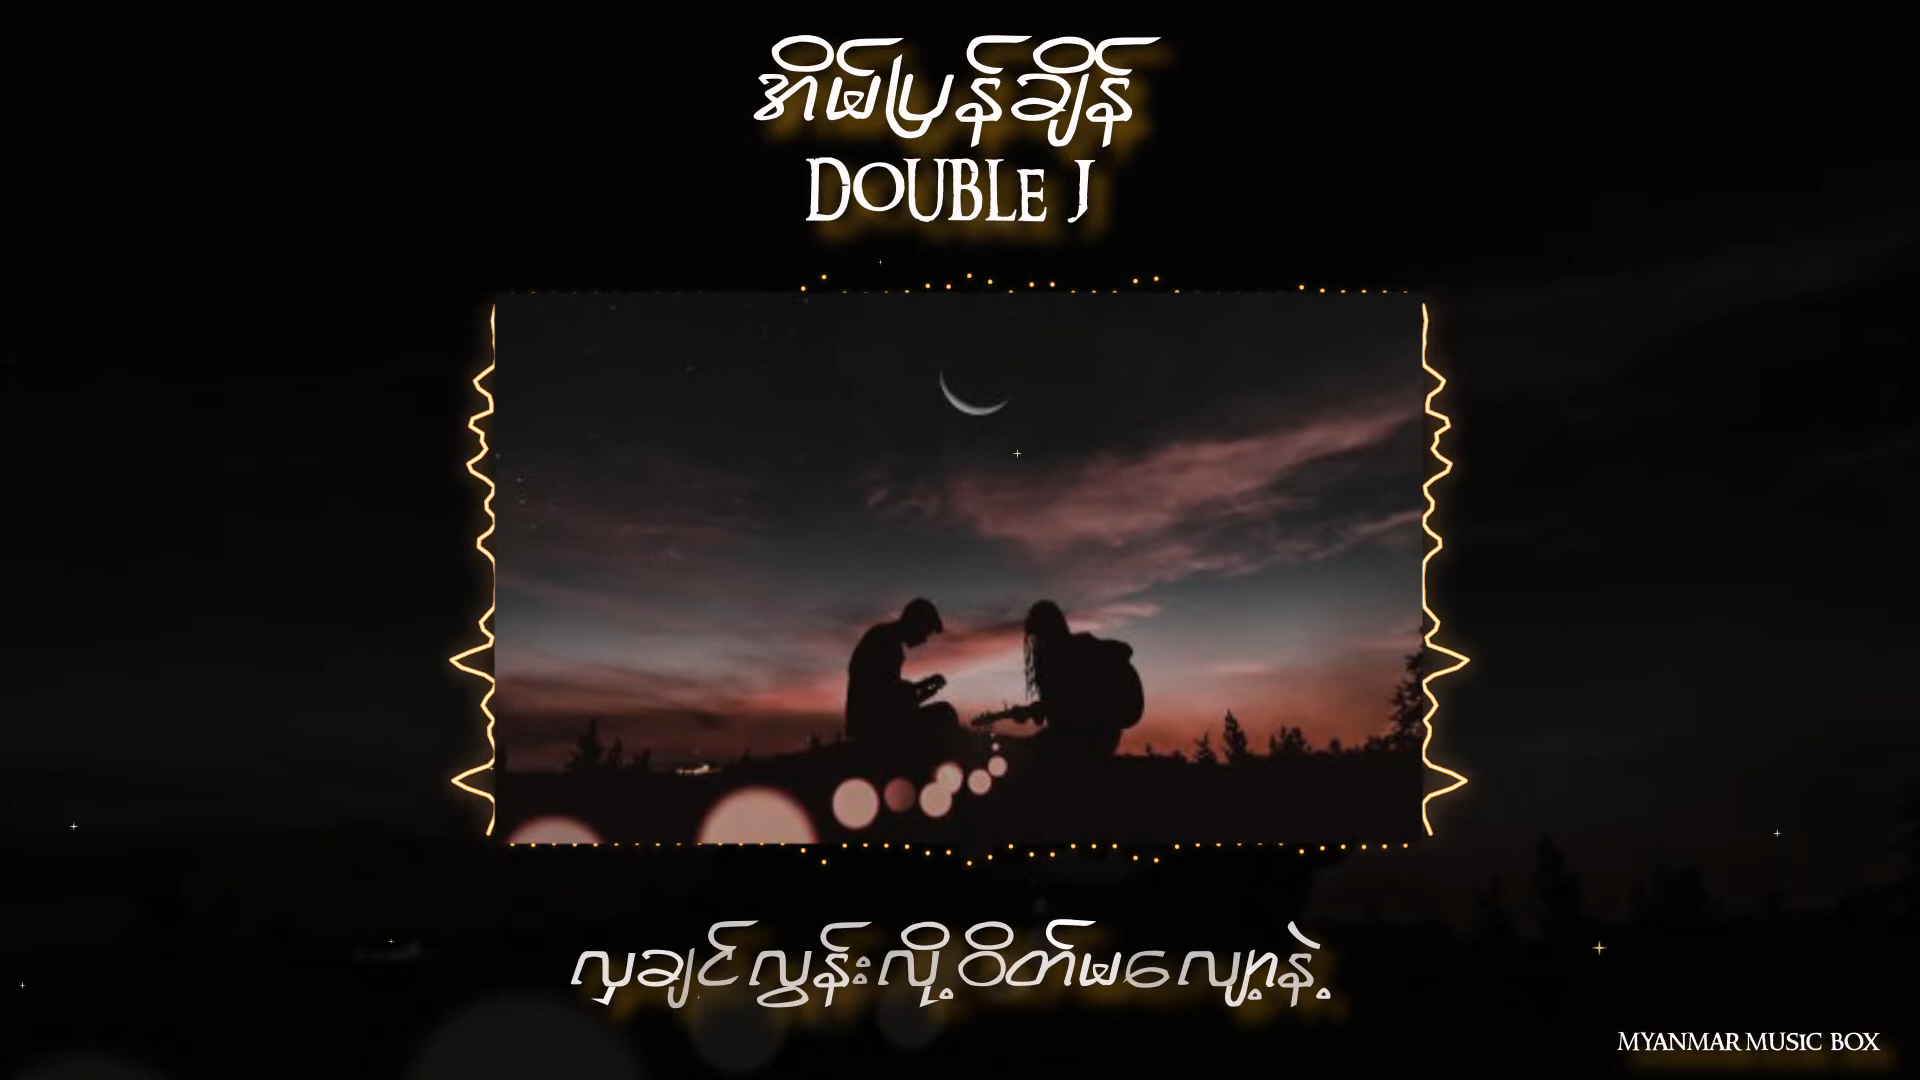 အိမ်ပြန်ချိန်
DOUBLE J
လှချင်လွန်းလို့ဝိတ်မလျော့နဲ့
MYANMAR MUSIC BOX